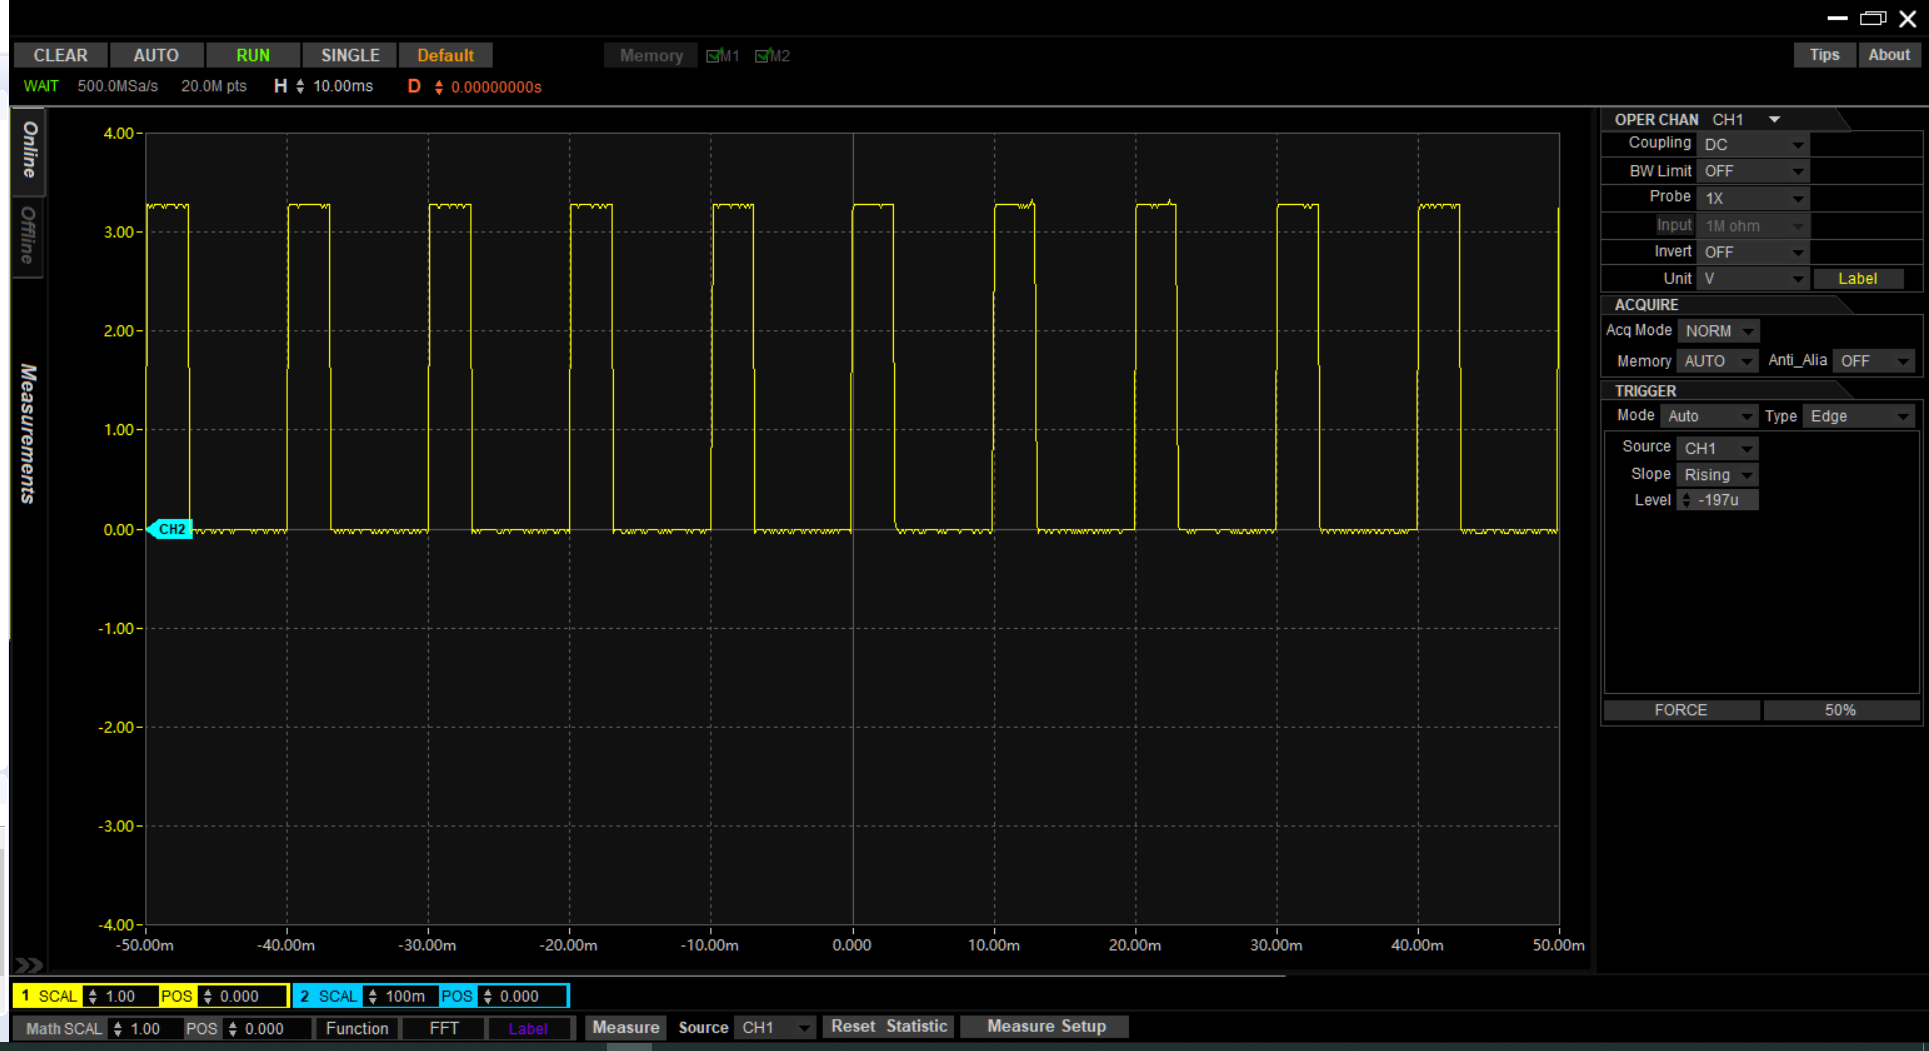 CLEAR AUTO RUN SINGLE Default Memory M1 M2 Tips About
WAIT 500.0MSa/s 20.0M pts H 10.00ms D 0.00000000s
Online
Offline
Measurements
4.00
3.00
2.00
1.00
0.00
CH2
-1.00
-2.00
-3.00
-4.00
-50.00m -40.00m -30.00m -20.00m -10.00m 0.000 10.00m 20.00m 30.00m 40.00m 50.00m
OPER CHAN CH1
Coupling DC
BW Limit OFF
Probe 1X
Input 1M ohm
Invert OFF
Unit V Label
ACQUIRE
Acq Mode NORM
Memory AUTO Anti_Alia OFF
TRIGGER
Mode Auto Type Edge
Source CH1
Slope Rising
Level -197u
FORCE 50%
1 SCAL 1.00 POS 0.000 2 SCAL 100m POS 0.000
Math SCAL 1.00 POS 0.000 Function FFT Label Measure Source CH1 Reset Statistic Measure Setup